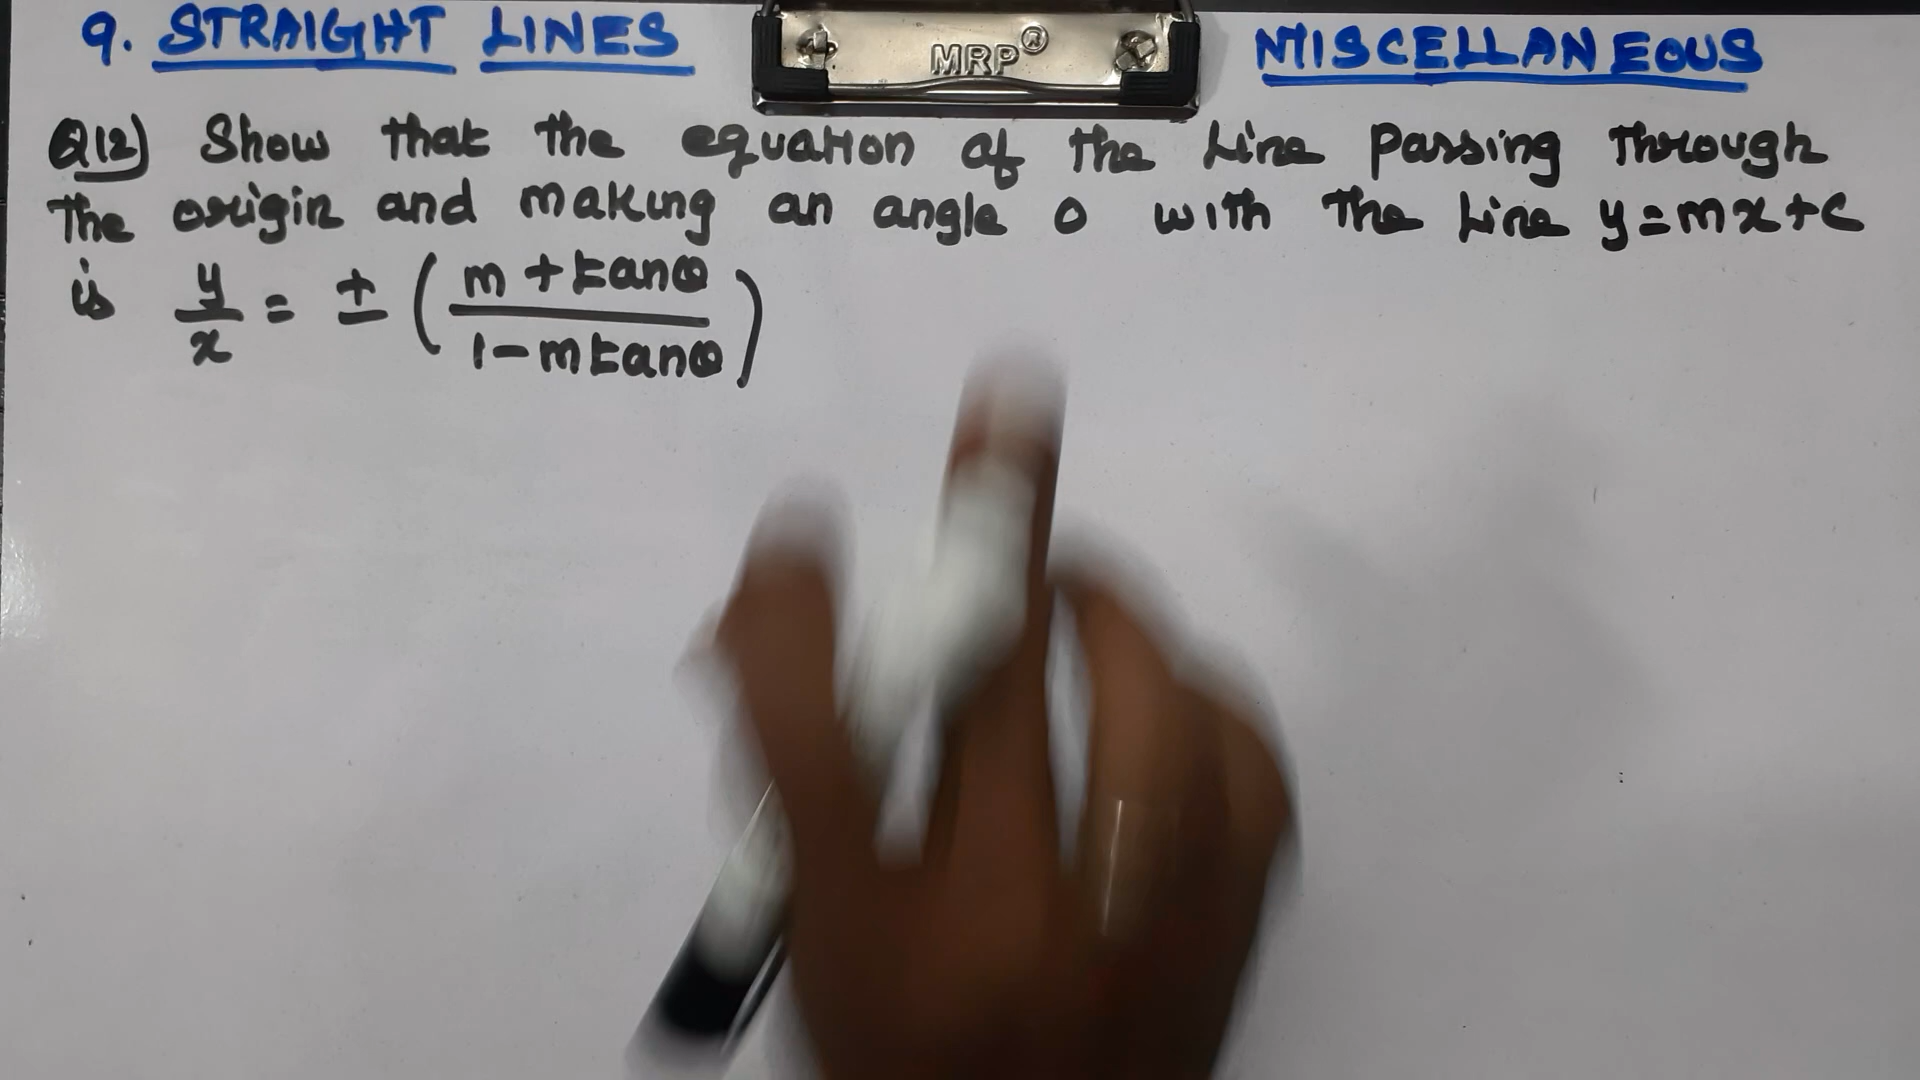 9. STRAIGHT LINES
MRP®
MISCELLANEOUS
Q12) Show that the equation of the Line passing through
the origin and making an angle θ with the Line y=mx+c
is y/x = ± (m + tanθ / 1 - m tanθ)